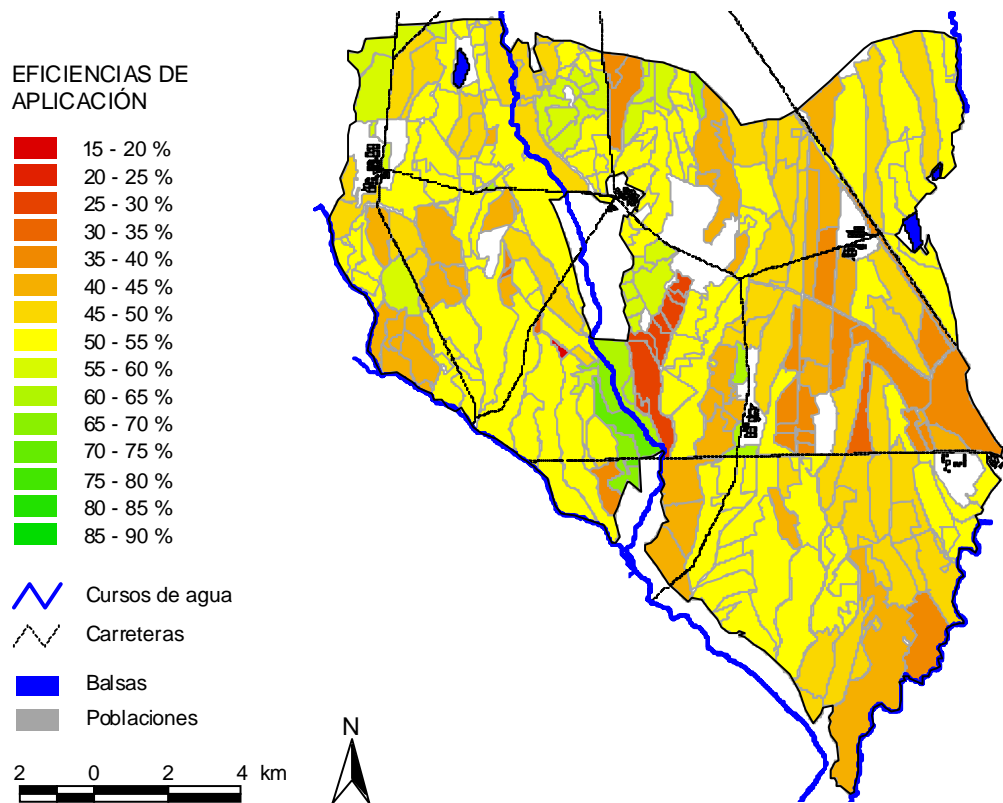 EFICIENCIAS DE
APLICACIÓN
15 - 20 %
20 - 25 %
25 - 30 %
30 - 35 %
35 - 40 %
40 - 45 %
45 - 50 %
50 - 55 %
55 - 60 %
60 - 65 %
65 - 70 %
70 - 75 %
75 - 80 %
80 - 85 %
85 - 90 %
Cursos de agua
Carreteras
Balsas
Poblaciones
N
2 0 2 4 km